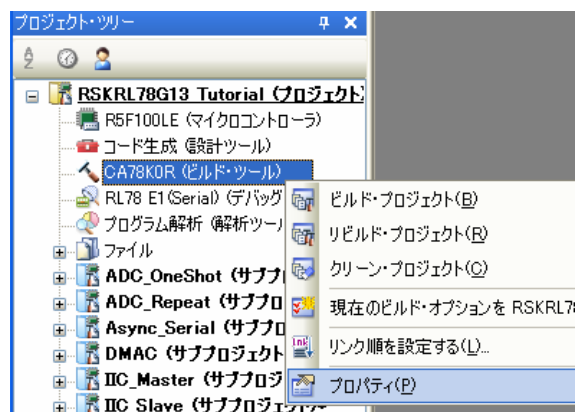 プロジェクト・ツリー
RSKRL78G13 Tutorial (プロジェクト)
R5F100LE (マイクロコントローラ)
コード生成 (設計ツール)
CA78K0R (ビルド・ツール)
RL78 E1(Serial) (デバッグ
プログラム解析 (解析ツール
ファイル
ADC_OneShot (サブプ
ADC_Repeat (サブプロ
Async_Serial (サブプロ
DMAC (サブプロジェクト
IIC_Master (サブプロジ
IIC_Slave (サブプロジェクト)
ビルド・プロジェクト(B)
リビルド・プロジェクト(R)
クリーン・プロジェクト(C)
現在のビルド・オプションを RSKRL78
リンク順を設定する(L)...
プロパティ(P)